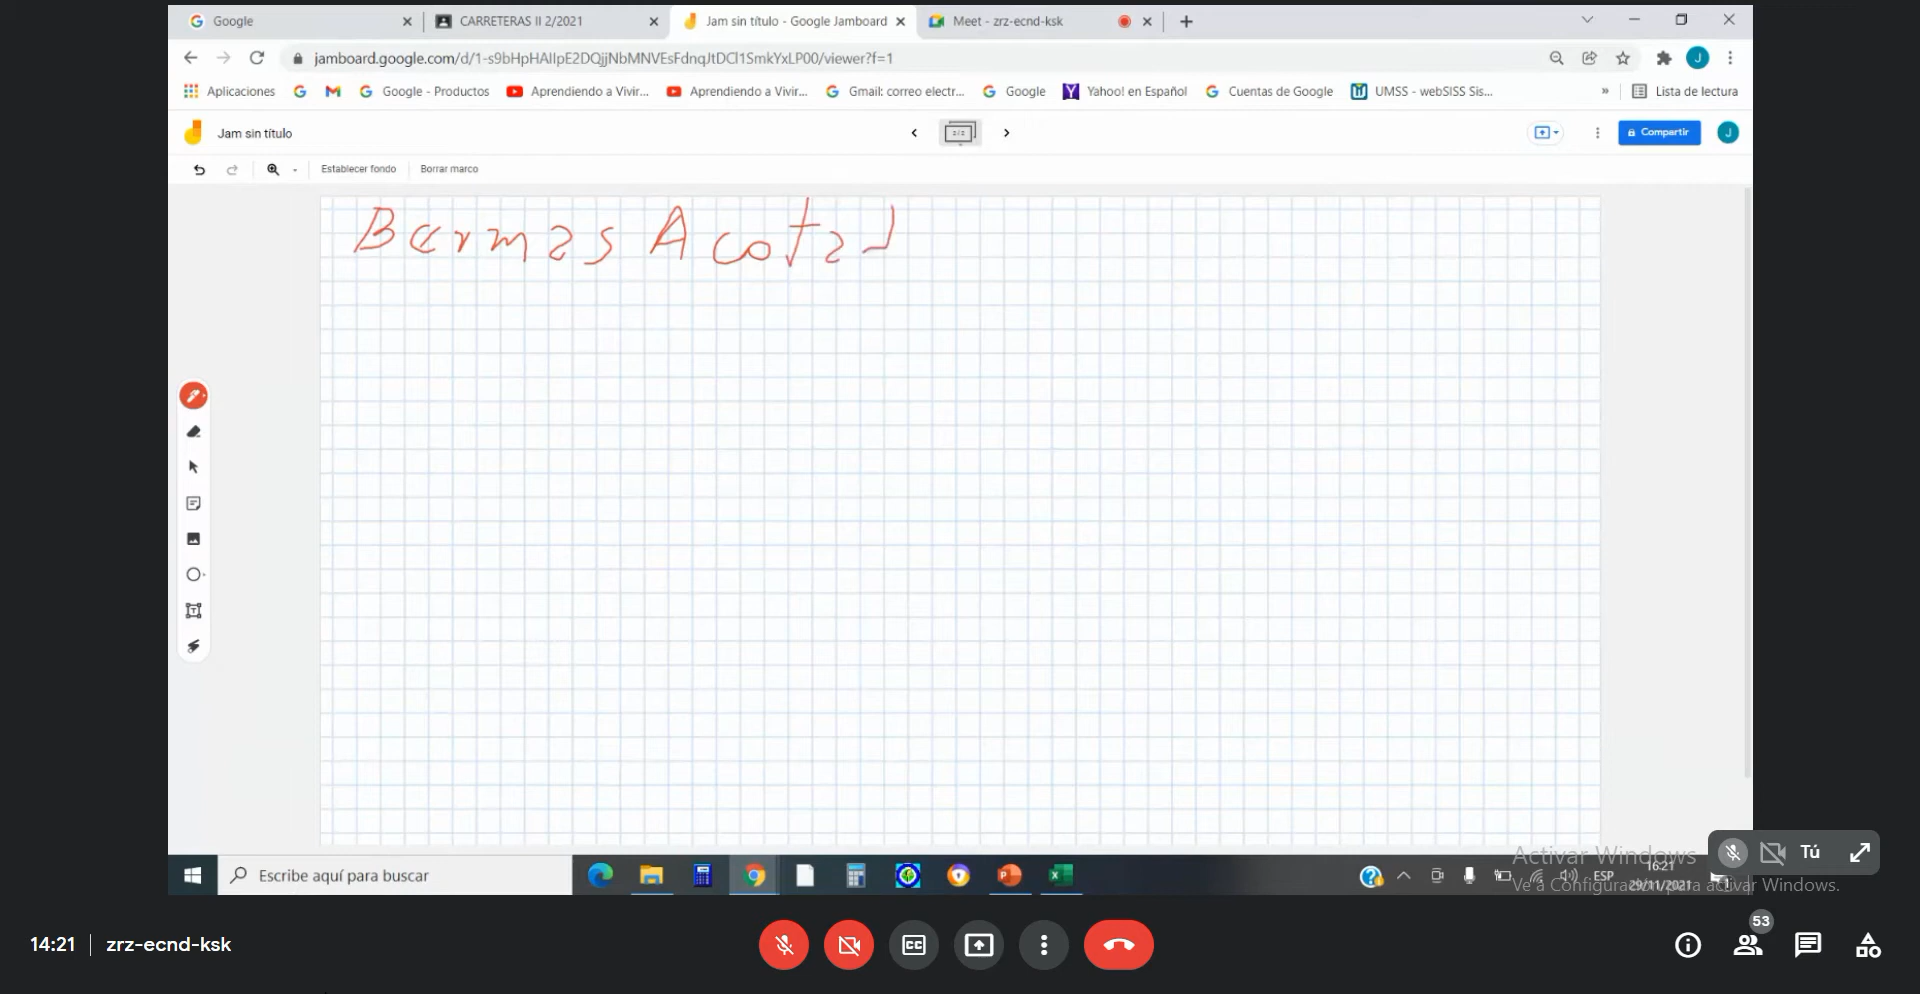 Google
CARRETERAS II 2/2021
Jam sin título - Google Jamboard
Meet - zrz-ecnd-ksk
jamboard.google.com/d/1-s9bHpHAIIpE2DQjjNbMNVEsFdnqJtDCl1SmkYxLP00/viewer?f=1
J
Aplicaciones
Google - Productos
Aprendiendo a Vivir...
Aprendiendo a Vivir...
Gmail: correo electr...
Google
Yahoo! en Español
Cuentas de Google
UMSS - webSISS Sis...
»
Lista de lectura
Jam sin título
2/2
Compartir
J
Establecer fondo
Borrar marco
Bermas Acotad
Activar Windows
Ve a Configuración para activar Windows.
Tú
Escribe aquí para buscar
ESP
16:21
29/11/2021
14:21
zrz-ecnd-ksk
CC
53